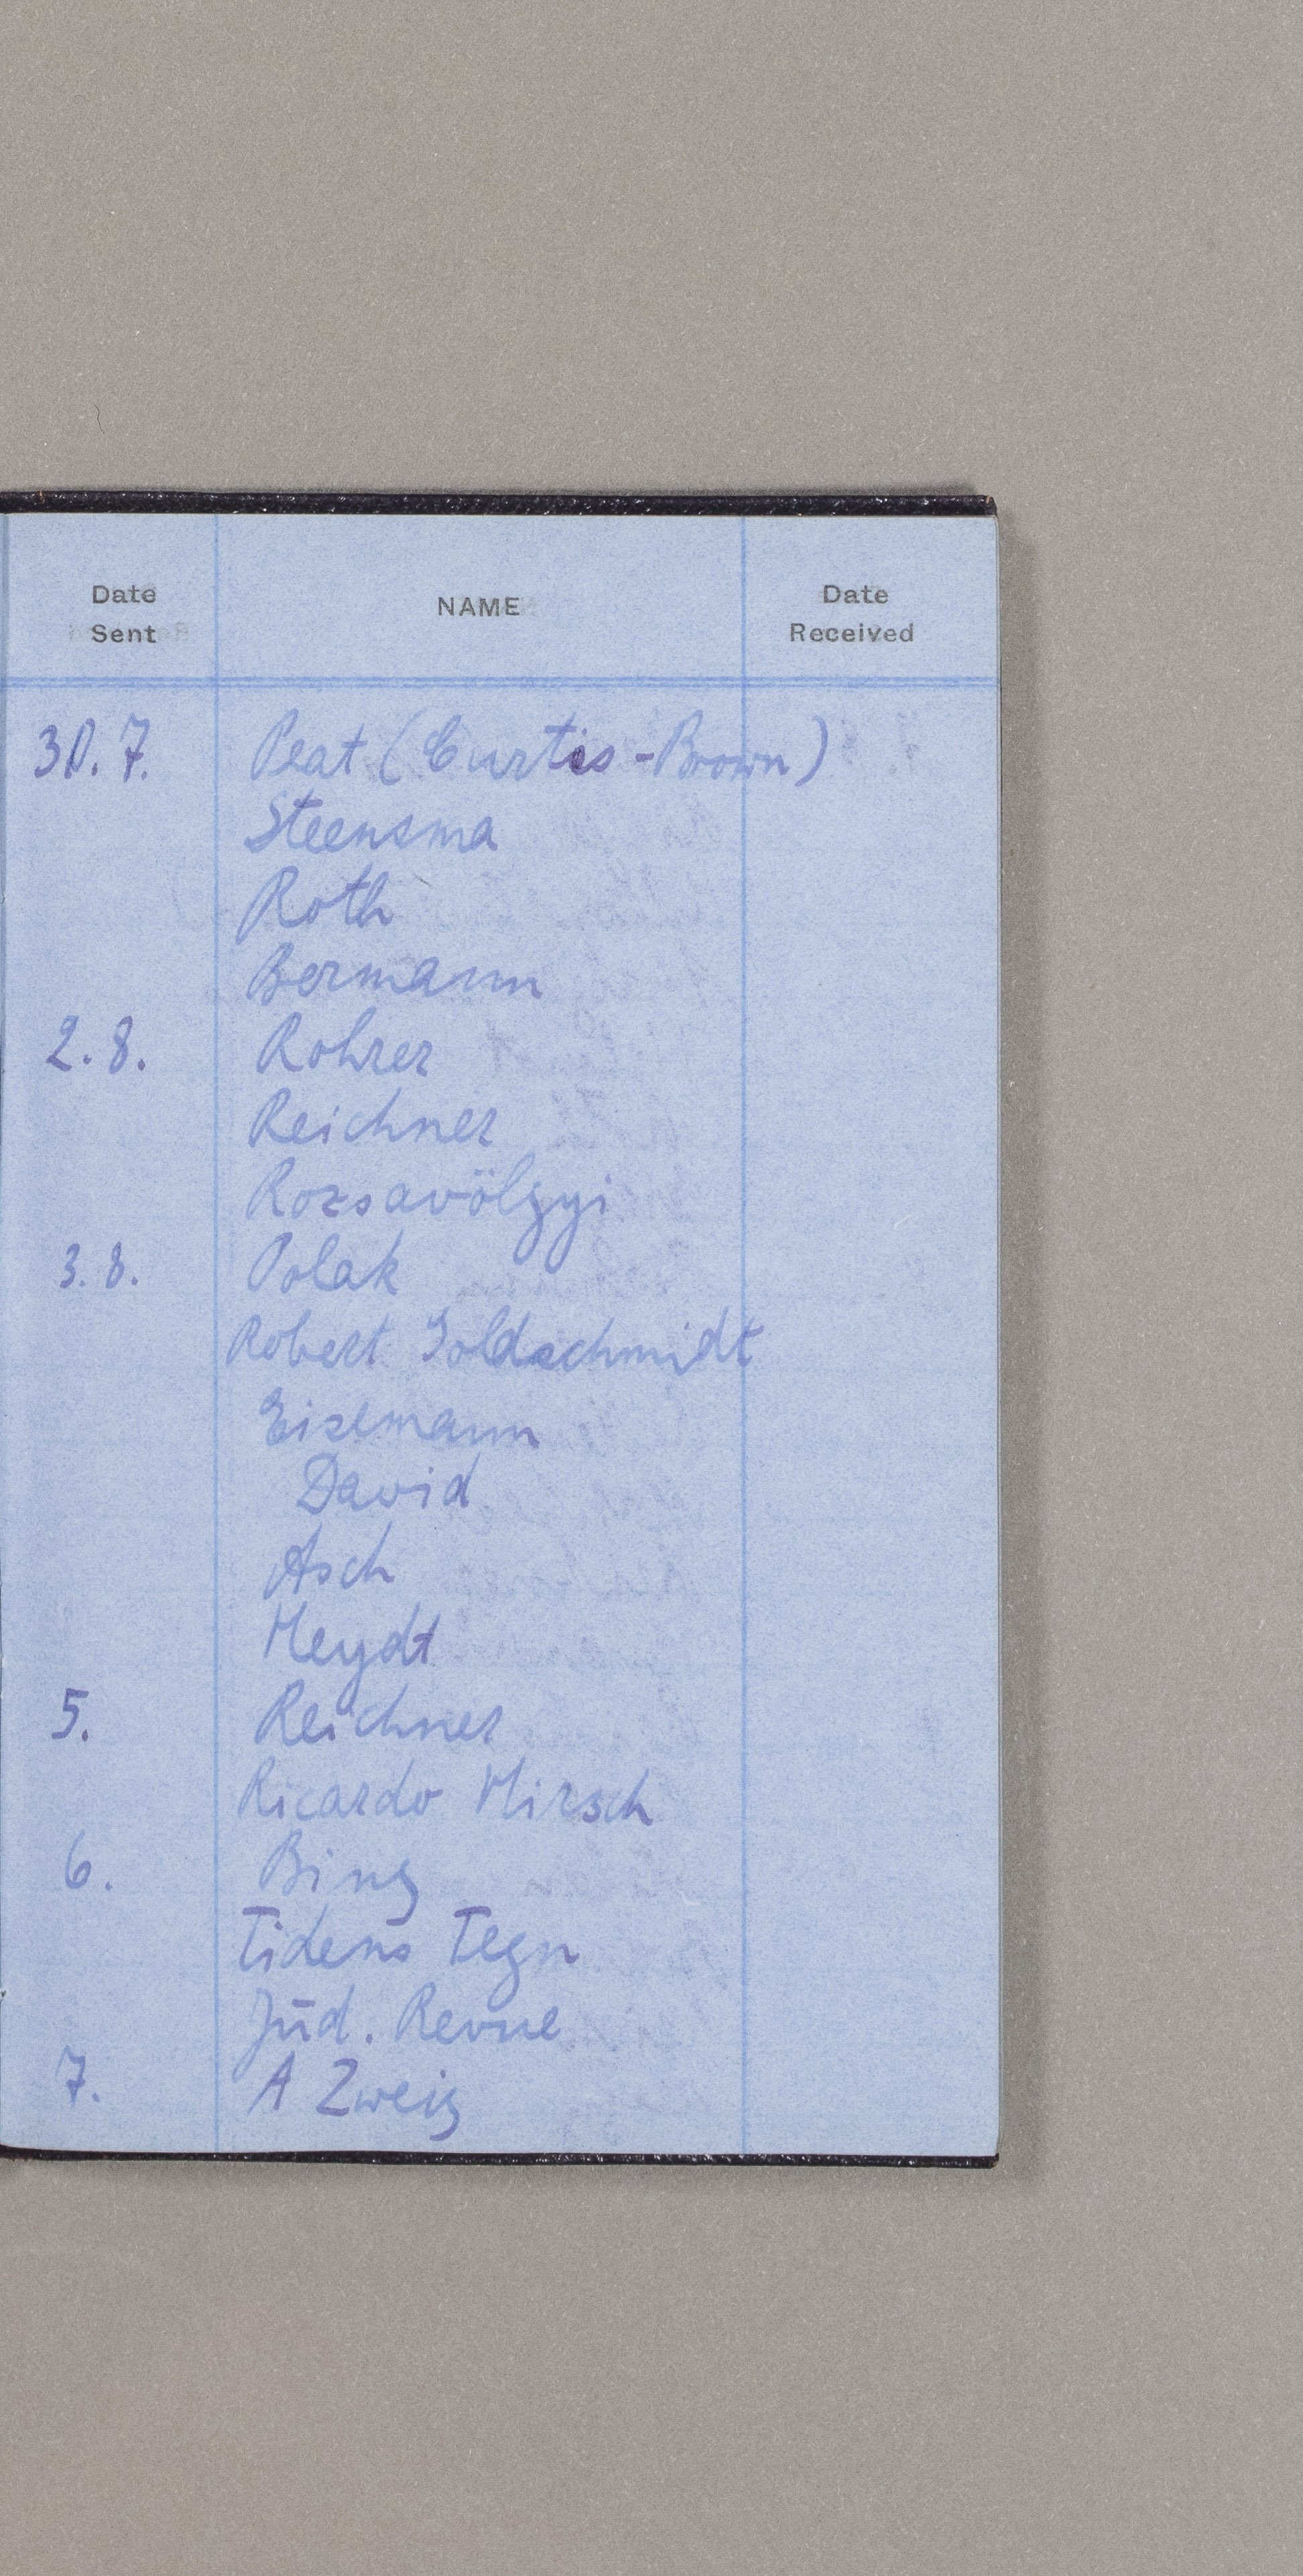 Date Sent NAME Date Received
30.7. Peat (Curtis-Brown)
Steensma
Roth
Bermann
2.8. Rohrer
Reichner
Rozsavölgyi
3.8. Polak
Robert Goldschmidt
Eisemann
David
Asch
Heydt
5. Reichner
Ricardo Hirsch
6. Bing
Tidens Tegn
Jüd. Revue
7. A Zweig